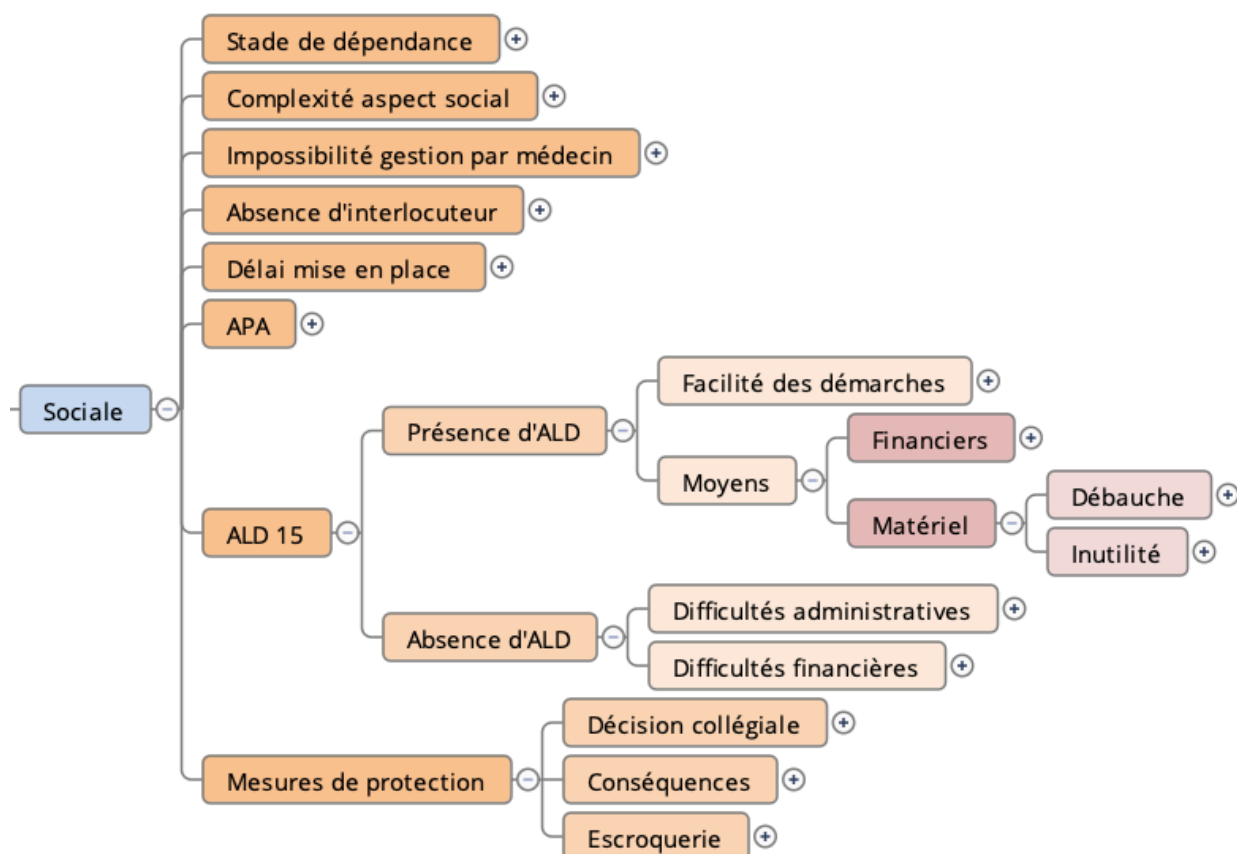 Stade de dépendance
Complexité aspect social
Impossibilité gestion par médecin
Absence d'interlocuteur
Délai mise en place
APA
Sociale
Facilité des démarches
Présence d'ALD
Financiers
Moyens
Débauche
Matériel
Inutilité
ALD 15
Difficultés administratives
Absence d'ALD
Difficultés financières
Décision collégiale
Mesures de protection
Conséquences
Escroquerie